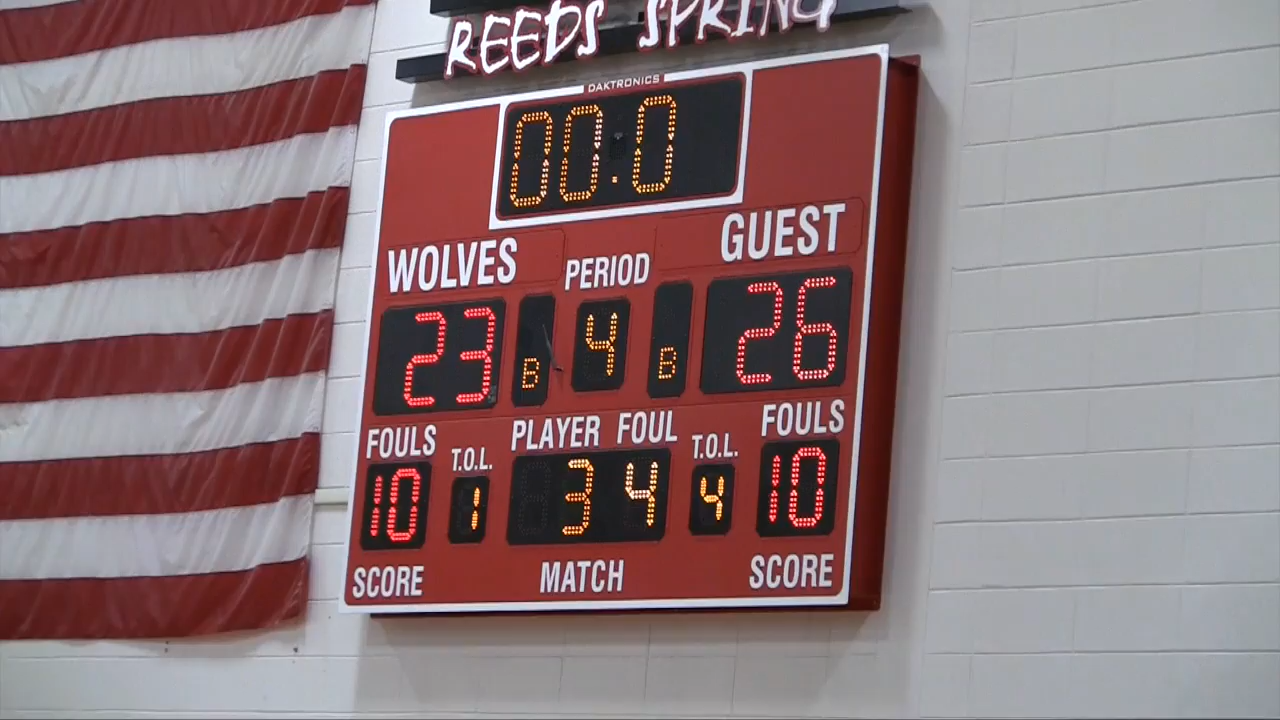 REEDS SPRING
DAKTRONICS
00.0
WOLVES PERIOD GUEST
23 B 4 B 26
FOULS T.O.L. PLAYER FOUL T.O.L. FOULS
10 1 3 4 4 10
SCORE MATCH SCORE